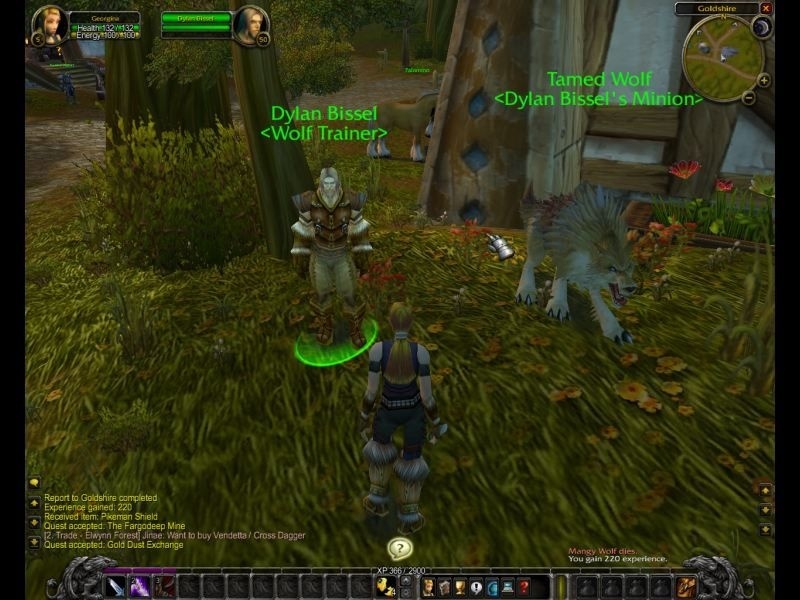 Georgina
Health 132 / 132
Energy 100 / 100
5
Dylan Bissel
50
Goldshire
N
Talamino
Tamed Wolf
<Dylan Bissel's Minion>
Dylan Bissel
<Wolf Trainer>
Report to Goldshire completed
Experience gained: 220
Received item: Pikeman Shield
Quest accepted: The Fargodeep Mine
[2. Trade - Elwynn Forest] Jinae: Want to buy Vendetta / Cross Dagger
Quest accepted: Gold Dust Exchange
Mangy Wolf dies.
You gain 220 experience.
XP 366 / 2900